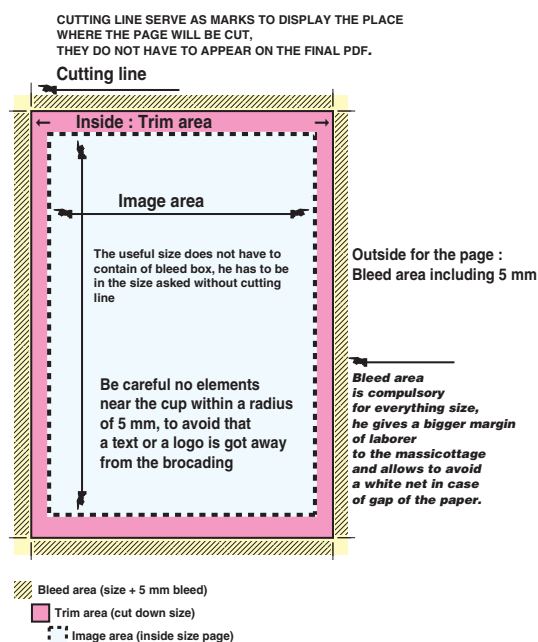 CUTTING LINE SERVE AS MARKS TO DISPLAY THE PLACE
WHERE THE PAGE WILL BE CUT,
THEY DO NOT HAVE TO APPEAR ON THE FINAL PDF.
Cutting line
Inside : Trim area
Image area
The useful size does not have to
contain of bleed box, he has to be
in the size asked without cutting
line
Outside for the page :
Bleed area including 5 mm
Be careful no elements
near the cup within a radius
of 5 mm, to avoid that
a text or a logo is got away
from the brocading
Bleed area
is compulsory
for everything size,
he gives a bigger margin
of laborer
to the massicottage
and allows to avoid
a white net in case
of gap of the paper.
Bleed area (size + 5 mm bleed)
Trim area (cut down size)
Image area (inside size page)